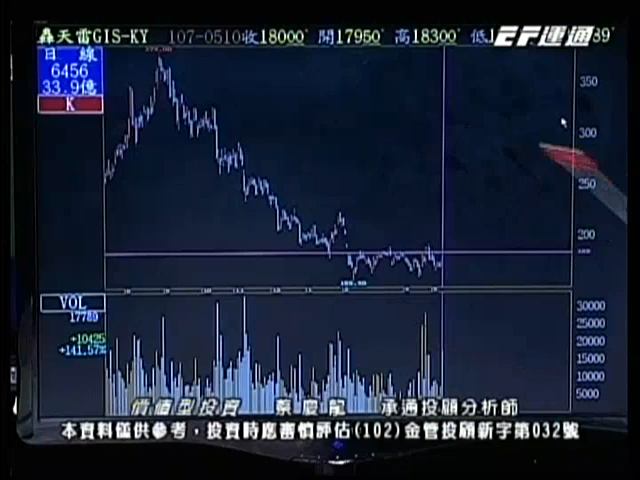 轟天雷GIS-KY 107-0510收18000 開17950 高18300 低
運通
日 線
6456
33.9億
K
350
300
250
200
VOL
17789
+10425
+141.57%
30000
25000
20000
15000
10000
5000
價值型投資 蔡慶龍 承通投顧分析師
本資料僅供參考，投資時應審慎評估(102)金管投顧新字第032號